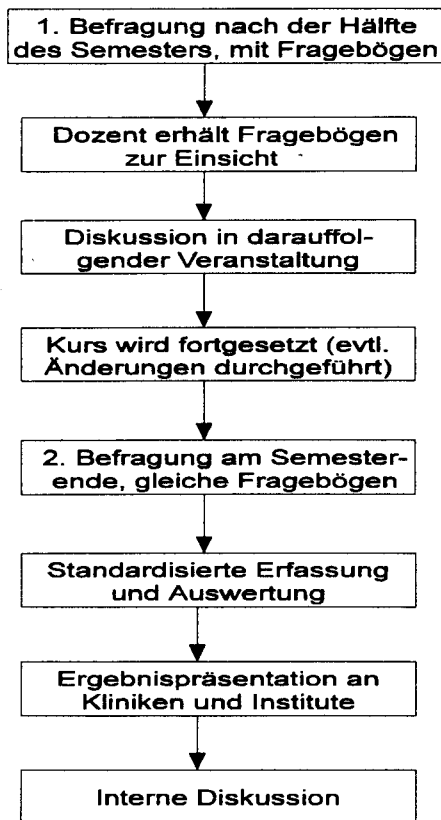 1. Befragung nach der Hälfte
des Semesters, mit Fragebögen
Dozent erhält Fragebögen
zur Einsicht
Diskussion in darauffol-
gender Veranstaltung
Kurs wird fortgesetzt (evtl.
Änderungen durchgeführt)
2. Befragung am Semester-
ende, gleiche Fragebögen
Standardisierte Erfassung
und Auswertung
Ergebnispräsentation an
Kliniken und Institute
Interne Diskussion